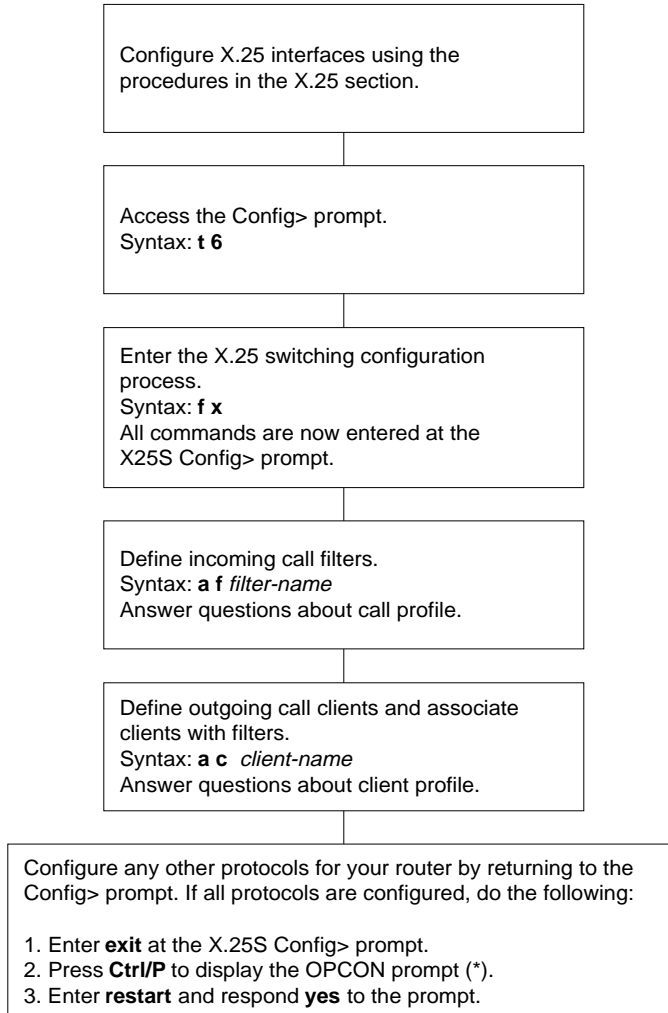 Configure X.25 interfaces using the
procedures in the X.25 section.
Access the Config> prompt.
Syntax: t 6
Enter the X.25 switching configuration
process.
Syntax: f x
All commands are now entered at the
X25S Config> prompt.
Define incoming call filters.
Syntax: a f filter-name
Answer questions about call profile.
Define outgoing call clients and associate
clients with filters.
Syntax: a c client-name
Answer questions about client profile.
Configure any other protocols for your router by returning to the
Config> prompt. If all protocols are configured, do the following:
1. Enter exit at the X.25S Config> prompt.
2. Press Ctrl/P to display the OPCON prompt (*).
3. Enter restart and respond yes to the prompt.